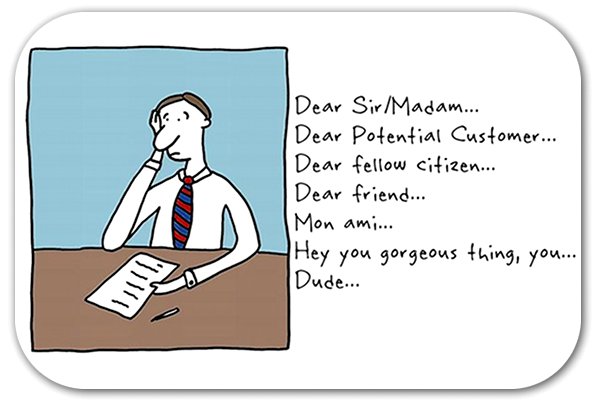 Dear Sir/Madam...
Dear Potential Customer...
Dear fellow citizen...
Dear friend...
Mon ami...
Hey you gorgeous thing, you...
Dude...